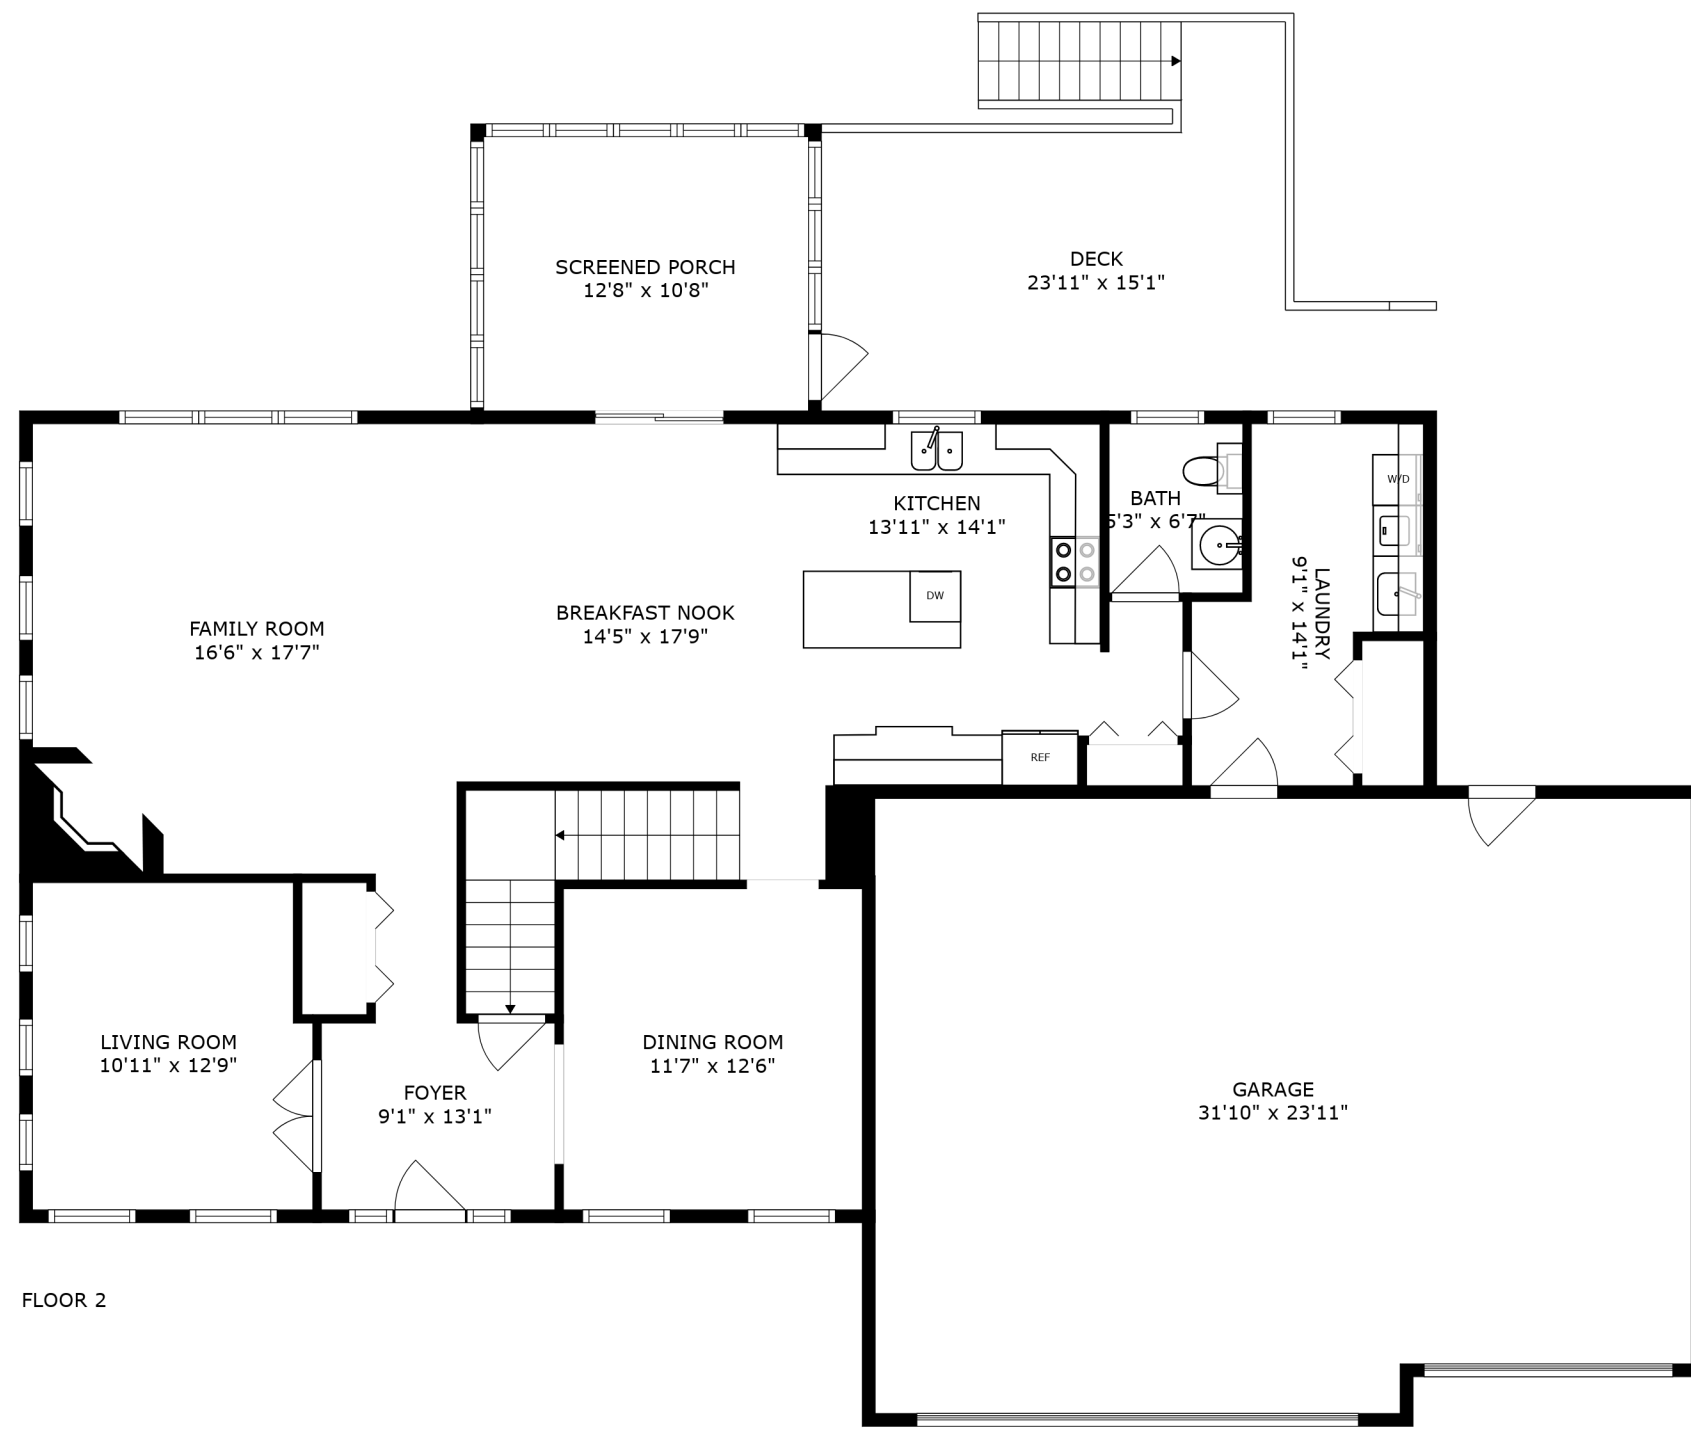 SCREENED PORCH
12'8" x 10'8"
DECK
23'11" x 15'1"
KITCHEN
13'11" x 14'1"
BATH
5'3" x 6'7"
W/D
LAUNDRY
9'1" x 14'1"
DW
BREAKFAST NOOK
14'5" x 17'9"
FAMILY ROOM
16'6" x 17'7"
REF
LIVING ROOM
10'11" x 12'9"
DINING ROOM
11'7" x 12'6"
FOYER
9'1" x 13'1"
GARAGE
31'10" x 23'11"
FLOOR 2